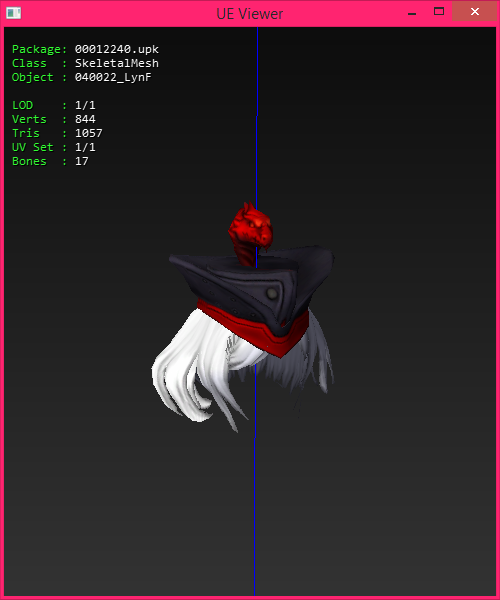 UE Viewer
Package: 00012240.upk
Class : SkeletalMesh
Object : 040022_LynF
LOD : 1/1
Verts : 844
Tris : 1057
UV Set : 1/1
Bones : 17